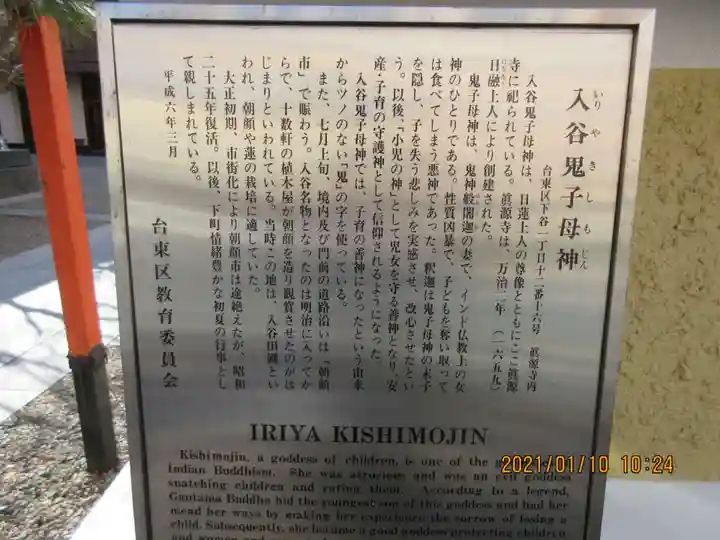 入谷鬼子母神
いりやきしもじん
台東区下谷一丁目十二番十六号 眞源寺内
入谷鬼子母神は、日蓮上人の尊像とともにここ眞源
寺に祀られている。眞源寺は、万治二年（一六五九）
日融上人により創建された。
鬼子母神は、鬼神般闍迦の妻で、インド仏教上の女
神のひとりである。性質凶暴で、子どもを奪い取って
は食べてしまう悪神であった。釈迦は鬼子母神の末子
を隠し、子を失う悲しみを実感させ、改心させたとい
う。以後、「小児の神」として児女を守る善神となり、安
産・子育の守護神として信仰されるようになった。
入谷鬼子母神では、子育の善神になったという由来
からツノのない「鬼」の字を使っている。
また、七月上旬、境内及び門前の道路沿いは「朝顔
市」で賑わう。入谷名物となったのは明治に入ってか
らで、十数軒の植木屋が朝顔を造り観賞させたのがは
じまりといわれている。当時この地は、入谷田圃とい
われ、朝顔や蓮の栽培に適していた。
大正初期、市街化により朝顔市は途絶えたが、昭和
二十五年復活。以後、下町情緒豊かな初夏の行事とし
て親しまれている。
平成六年三月
台東区教育委員会
IRIYA KISHIMOJIN
Kishimojin, a goddess of children, is one of the
Indian Buddhism. She was atrocious and was an evil goddess
snatching children and eating them. According to a legend,
Gautama Buddha hid the youngest son of this goddess and had her
mend her ways by making her experience the sorrow of losing a
child. Subsequently, she became a good goddess protecting children
and women and
2021/01/10 10:24